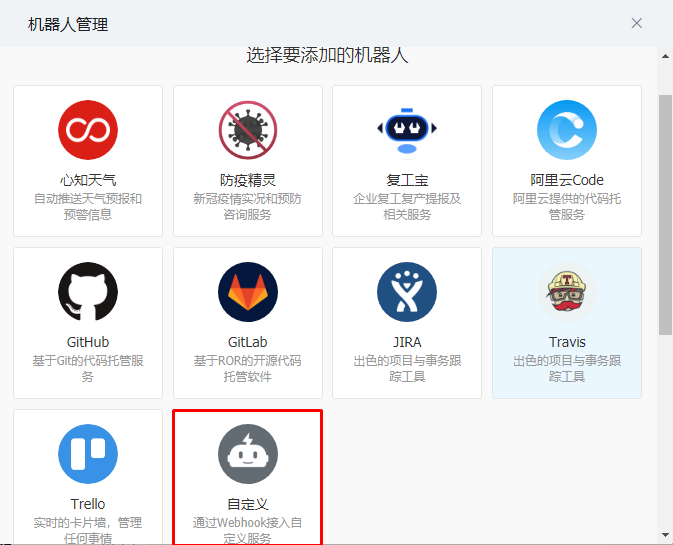 机器人管理
选择要添加的机器人
心知天气
自动推送天气预报和
预警信息
防疫精灵
新冠疫情实况和预防
咨询服务
复工宝
企业复工复产提报及
相关服务
阿里云Code
阿里云提供的代码托
管服务
GitHub
基于Git的代码托管服
务
GitLab
基于ROR的开源代码
托管软件
JIRA
出色的项目与事务跟
踪工具
Travis
出色的项目与事务跟
踪工具
Trello
实时的卡片墙，管理
任何事情
自定义
通过Webhook接入自
定义服务